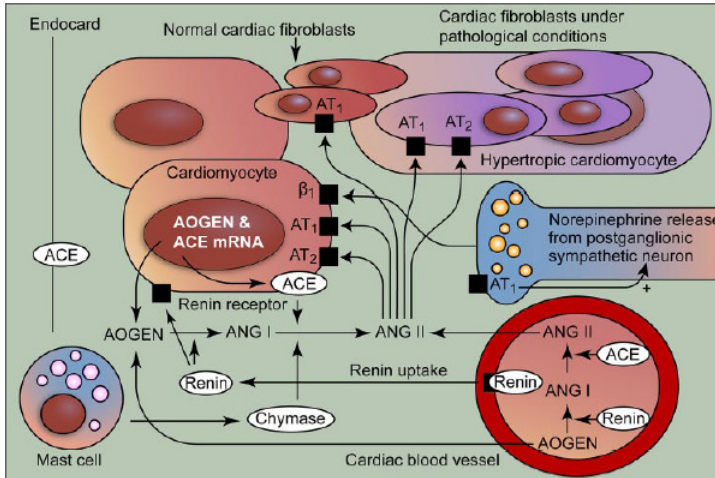 Endocard
Normal cardiac fibroblasts
Cardiac fibroblasts under
pathological conditions
AT1
AT1
AT2
Hypertropic cardiomyocyte
Cardiomyocyte
β1
AOGEN &
ACE mRNA
AT1
AT2
Norepinephrine release
from postganglionic
sympathetic neuron
AT1
+
ACE
ACE
Renin receptor
AOGEN
ANG I
ANG II
ANG II
ACE
Renin uptake
Renin
Renin
ANG I
Chymase
Renin
AOGEN
Mast cell
Cardiac blood vessel